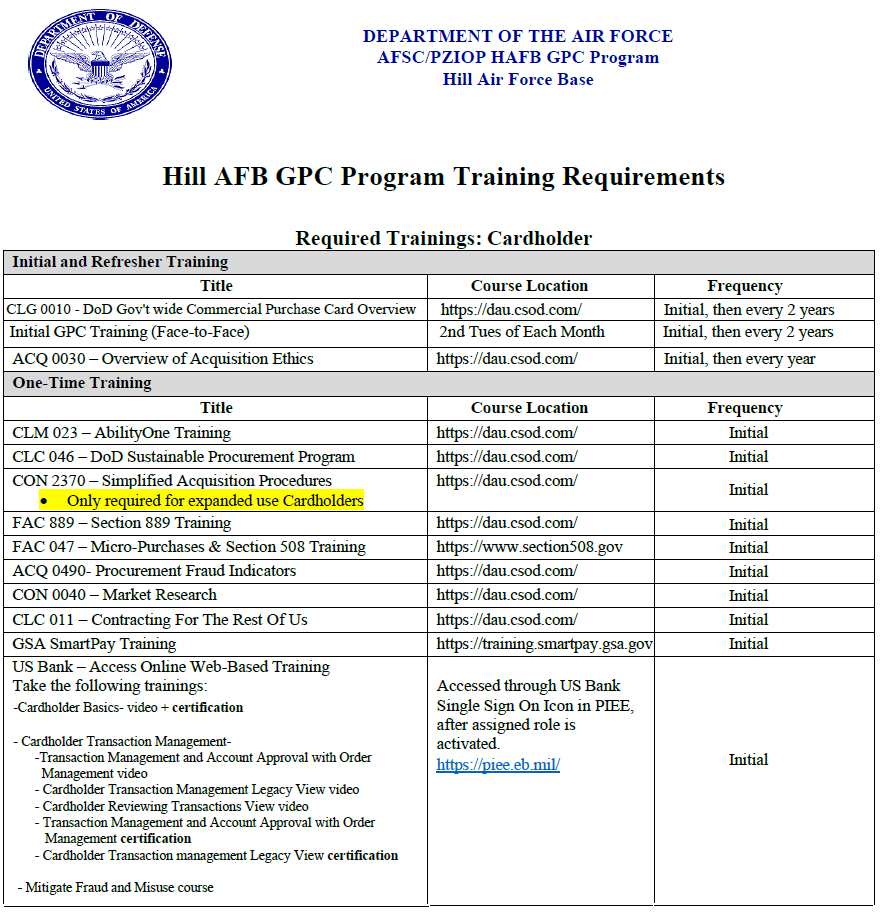 DEPARTMENT OF DEFENSE
UNITED STATES OF AMERICA
DEPARTMENT OF THE AIR FORCE
AFSC/PZIOP HAFB GPC Program
Hill Air Force Base
Hill AFB GPC Program Training Requirements
Required Trainings: Cardholder
Initial and Refresher Training
Title Course Location Frequency
CLG 0010 - DoD Gov't wide Commercial Purchase Card Overview https://dau.csod.com/ Initial, then every 2 years
Initial GPC Training (Face-to-Face) 2nd Tues of Each Month Initial, then every 2 years
ACQ 0030 – Overview of Acquisition Ethics https://dau.csod.com/ Initial, then every year
One-Time Training
Title Course Location Frequency
CLM 023 – AbilityOne Training https://dau.csod.com/ Initial
CLC 046 – DoD Sustainable Procurement Program https://dau.csod.com/ Initial
CON 2370 – Simplified Acquisition Procedures https://dau.csod.com/
• Only required for expanded use Cardholders Initial
FAC 889 – Section 889 Training https://dau.csod.com/ Initial
FAC 047 – Micro-Purchases & Section 508 Training https://www.section508.gov Initial
ACQ 0490- Procurement Fraud Indicators https://dau.csod.com/ Initial
CON 0040 – Market Research https://dau.csod.com/ Initial
CLC 011 – Contracting For The Rest Of Us https://dau.csod.com/ Initial
GSA SmartPay Training https://training.smartpay.gsa.gov Initial
US Bank – Access Online Web-Based Training
Take the following trainings:
-Cardholder Basics- video + certification
- Cardholder Transaction Management-
-Transaction Management and Account Approval with Order
Management video
- Cardholder Transaction Management Legacy View video
- Cardholder Reviewing Transactions View video
- Transaction Management and Account Approval with Order
Management certification
- Cardholder Transaction management Legacy View certification
- Mitigate Fraud and Misuse course
Accessed through US Bank
Single Sign On Icon in PIEE,
after assigned role is
activated.
https://piee.eb.mil/
Initial